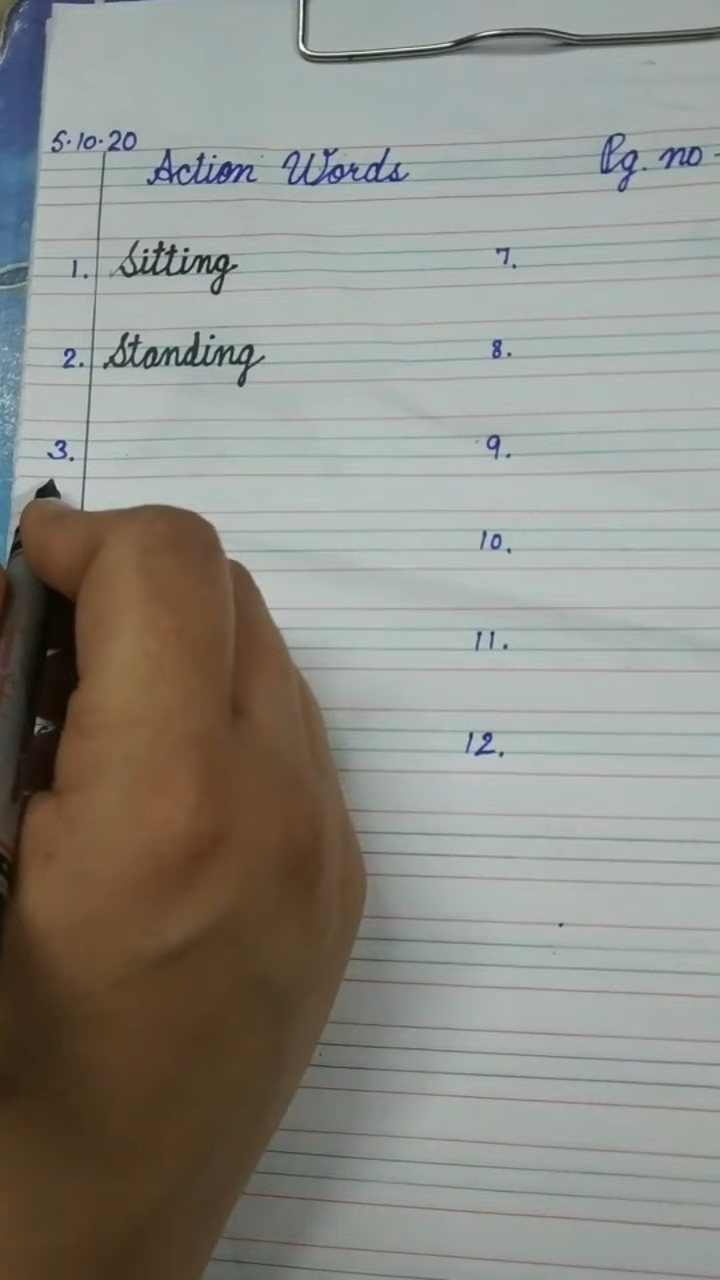 5.10.20
Action Words
Pg. no -
1. Sitting
2. Standing
3.
7.
8.
9.
10.
11.
12.